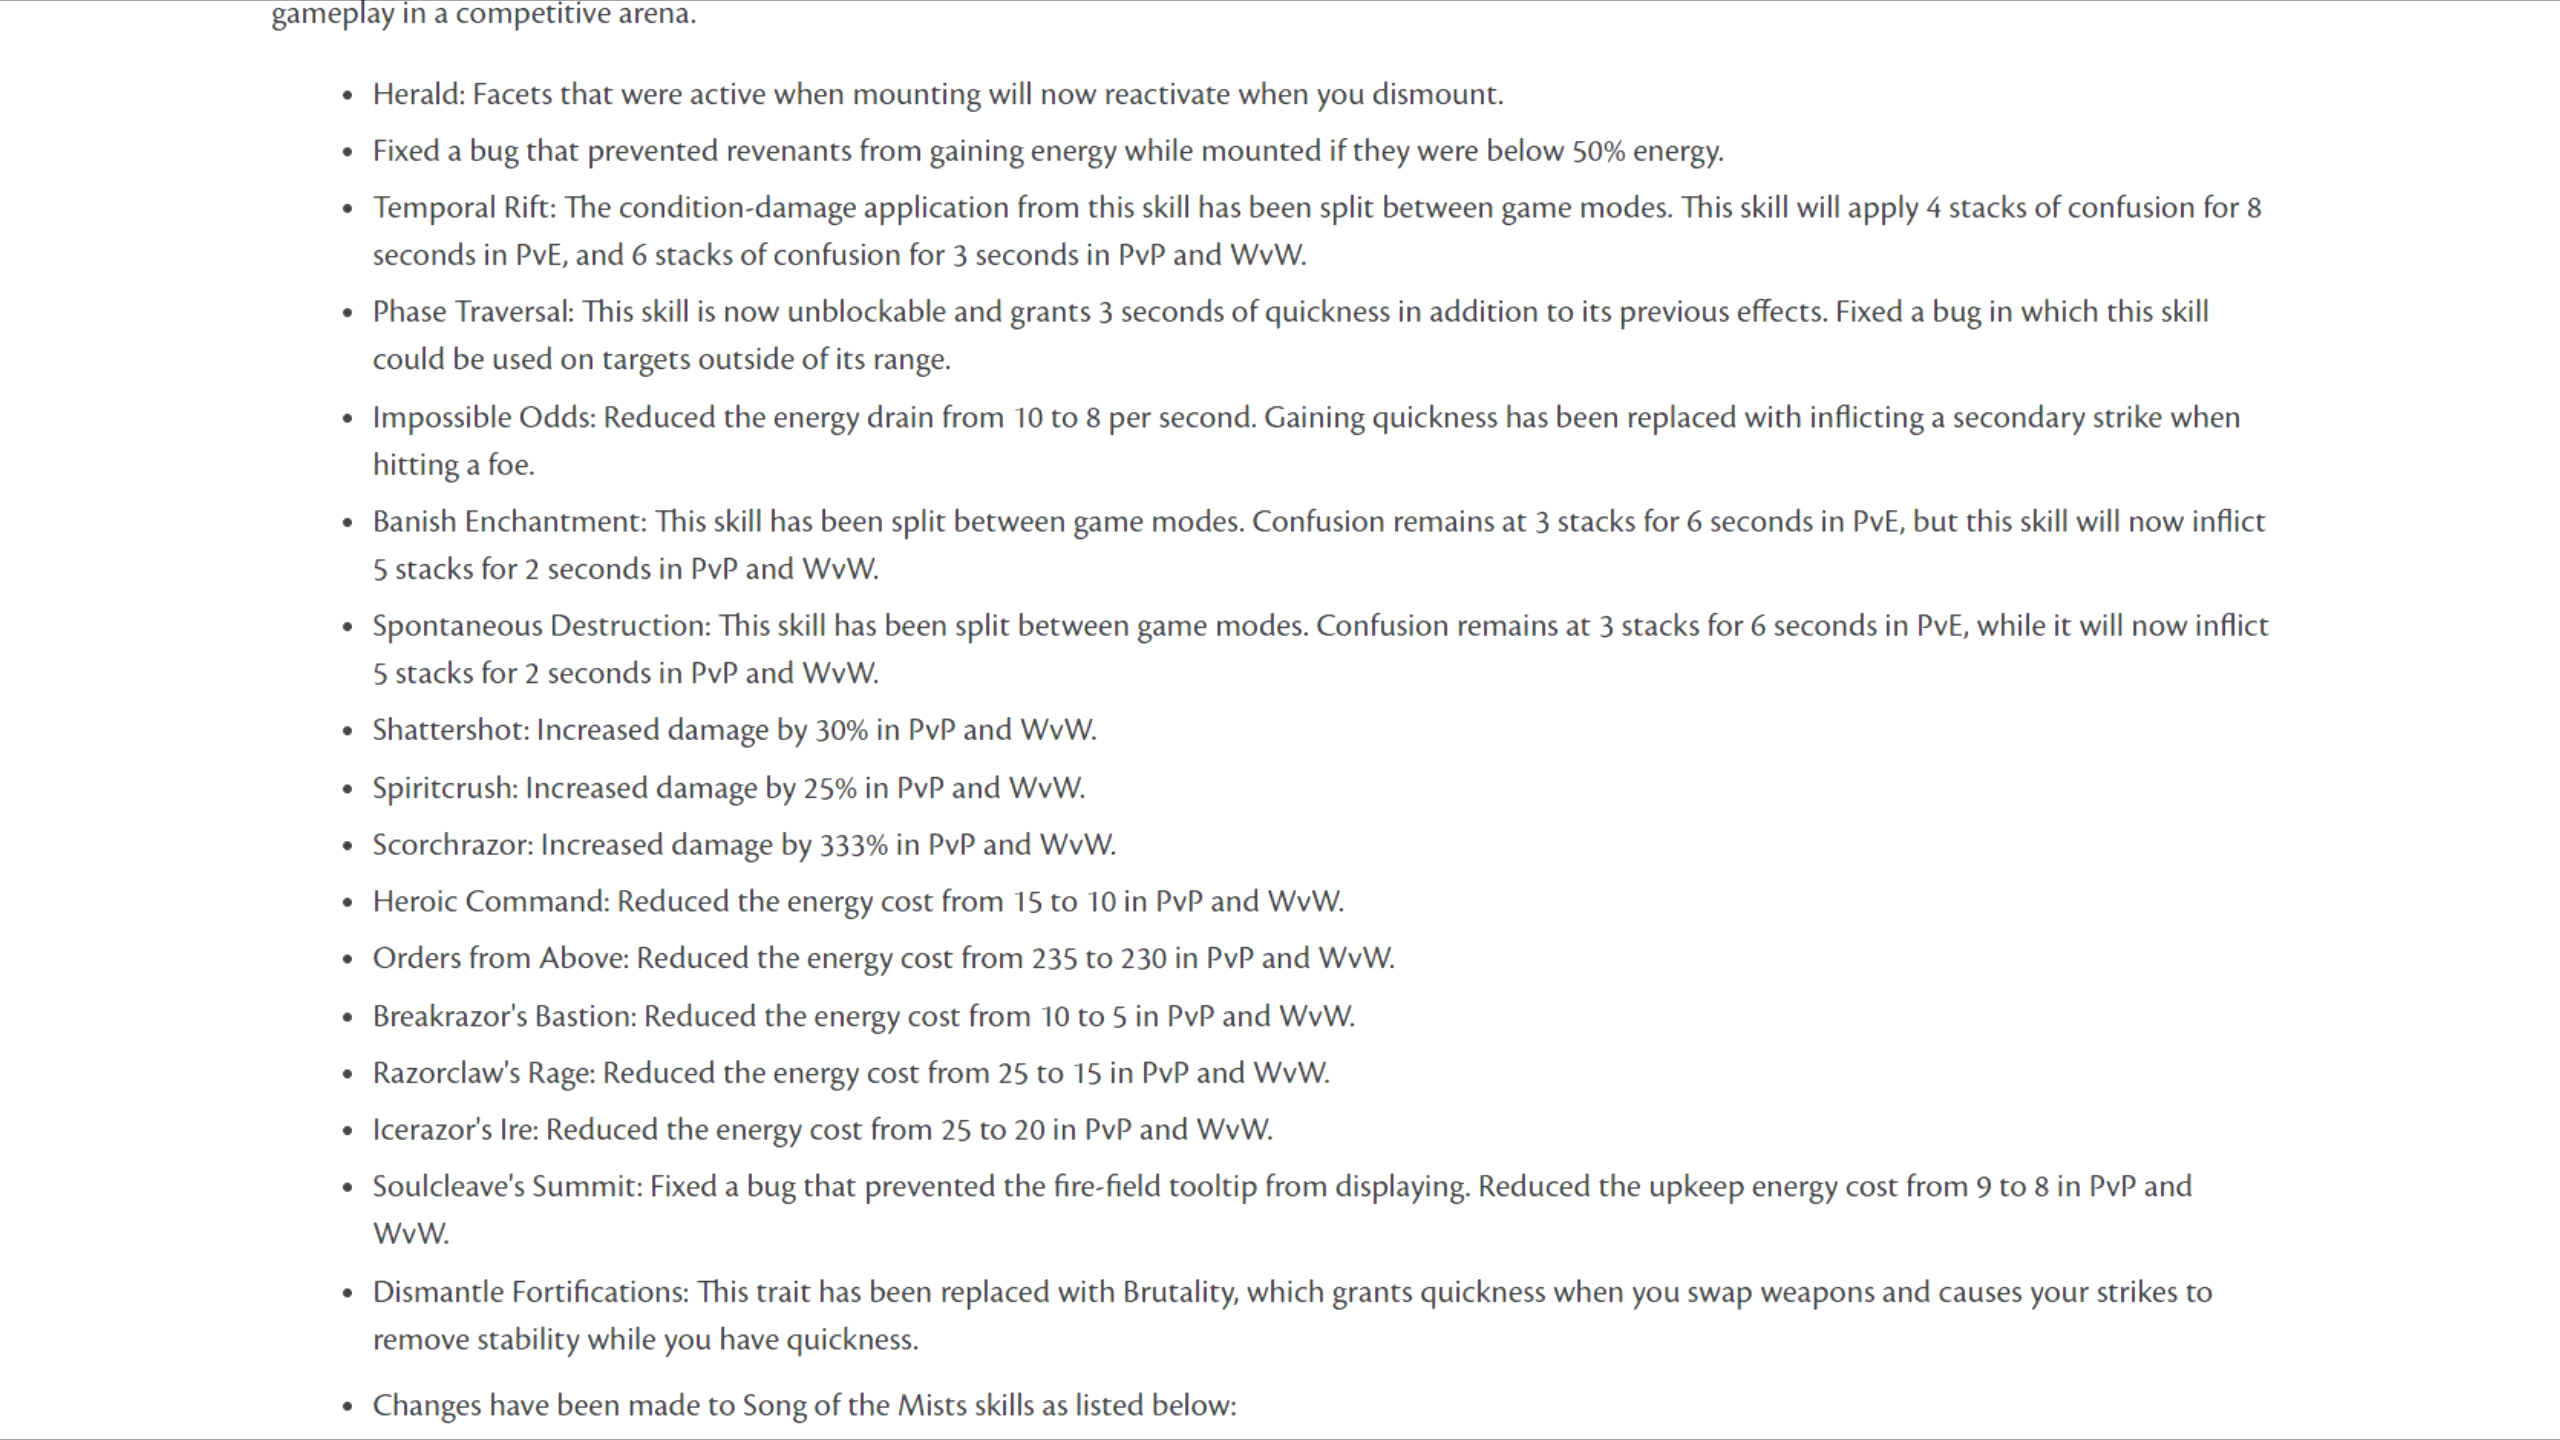 gameplay in a competitive arena.
• Herald: Facets that were active when mounting will now reactivate when you dismount.
• Fixed a bug that prevented revenants from gaining energy while mounted if they were below 50% energy.
• Temporal Rift: The condition-damage application from this skill has been split between game modes. This skill will apply 4 stacks of confusion for 8
seconds in PvE, and 6 stacks of confusion for 3 seconds in PvP and WvW.
• Phase Traversal: This skill is now unblockable and grants 3 seconds of quickness in addition to its previous effects. Fixed a bug in which this skill
could be used on targets outside of its range.
• Impossible Odds: Reduced the energy drain from 10 to 8 per second. Gaining quickness has been replaced with inflicting a secondary strike when
hitting a foe.
• Banish Enchantment: This skill has been split between game modes. Confusion remains at 3 stacks for 6 seconds in PvE, but this skill will now inflict
5 stacks for 2 seconds in PvP and WvW.
• Spontaneous Destruction: This skill has been split between game modes. Confusion remains at 3 stacks for 6 seconds in PvE, while it will now inflict
5 stacks for 2 seconds in PvP and WvW.
• Shattershot: Increased damage by 30% in PvP and WvW.
• Spiritcrush: Increased damage by 25% in PvP and WvW.
• Scorchrazor: Increased damage by 333% in PvP and WvW.
• Heroic Command: Reduced the energy cost from 15 to 10 in PvP and WvW.
• Orders from Above: Reduced the energy cost from 235 to 230 in PvP and WvW.
• Breakrazor's Bastion: Reduced the energy cost from 10 to 5 in PvP and WvW.
• Razorclaw's Rage: Reduced the energy cost from 25 to 15 in PvP and WvW.
• Icerazor's Ire: Reduced the energy cost from 25 to 20 in PvP and WvW.
• Soulcleave's Summit: Fixed a bug that prevented the fire-field tooltip from displaying. Reduced the upkeep energy cost from 9 to 8 in PvP and
WvW.
• Dismantle Fortifications: This trait has been replaced with Brutality, which grants quickness when you swap weapons and causes your strikes to
remove stability while you have quickness.
• Changes have been made to Song of the Mists skills as listed below: